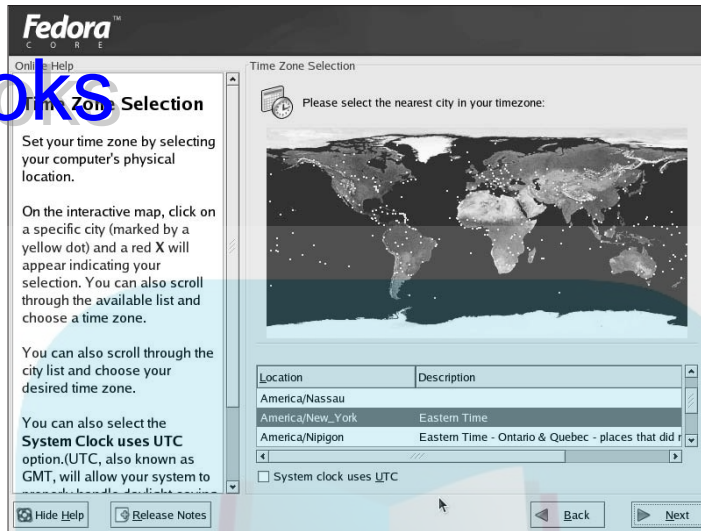 Fedora™
CORE
Online Help
oks
Time Zone Selection
Set your time zone by selecting
your computer's physical
location.
On the interactive map, click on
a specific city (marked by a
yellow dot) and a red X will
appear indicating your
selection. You can also scroll
through the available list and
choose a time zone.
You can also scroll through the
city list and choose your
desired time zone.
You can also select the
System Clock uses UTC
option.(UTC, also known as
GMT, will allow your system to
properly handle daylight saving
Time Zone Selection
Please select the nearest city in your timezone:
Location Description
America/Nassau
America/New_York Eastern Time
America/Nipigon Eastern Time - Ontario & Quebec - places that did n
System clock uses UTC
Hide Help
Release Notes
Back
Next